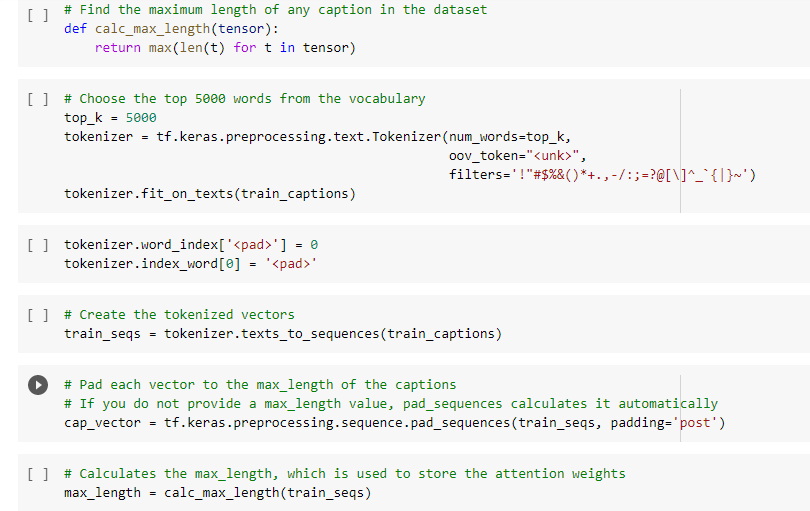 [ ] # Find the maximum length of any caption in the dataset
def calc_max_length(tensor):
    return max(len(t) for t in tensor)
[ ] # Choose the top 5000 words from the vocabulary
top_k = 5000
tokenizer = tf.keras.preprocessing.text.Tokenizer(num_words=top_k,
                                                  oov_token="<unk>",
                                                  filters='!"#$%&()*+.,-/:;=?@[\]^_`{|}~')
tokenizer.fit_on_texts(train_captions)
[ ] tokenizer.word_index['<pad>'] = 0
tokenizer.index_word[0] = '<pad>'
[ ] # Create the tokenized vectors
train_seqs = tokenizer.texts_to_sequences(train_captions)
# Pad each vector to the max_length of the captions
# If you do not provide a max_length value, pad_sequences calculates it automatically
cap_vector = tf.keras.preprocessing.sequence.pad_sequences(train_seqs, padding='post')
[ ] # Calculates the max_length, which is used to store the attention weights
max_length = calc_max_length(train_seqs)